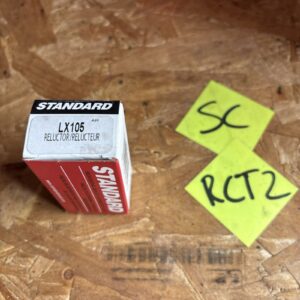 STANDARD
LX105
RELUCTOR/RELUCTEUR
STANDARD
SC
RCT2